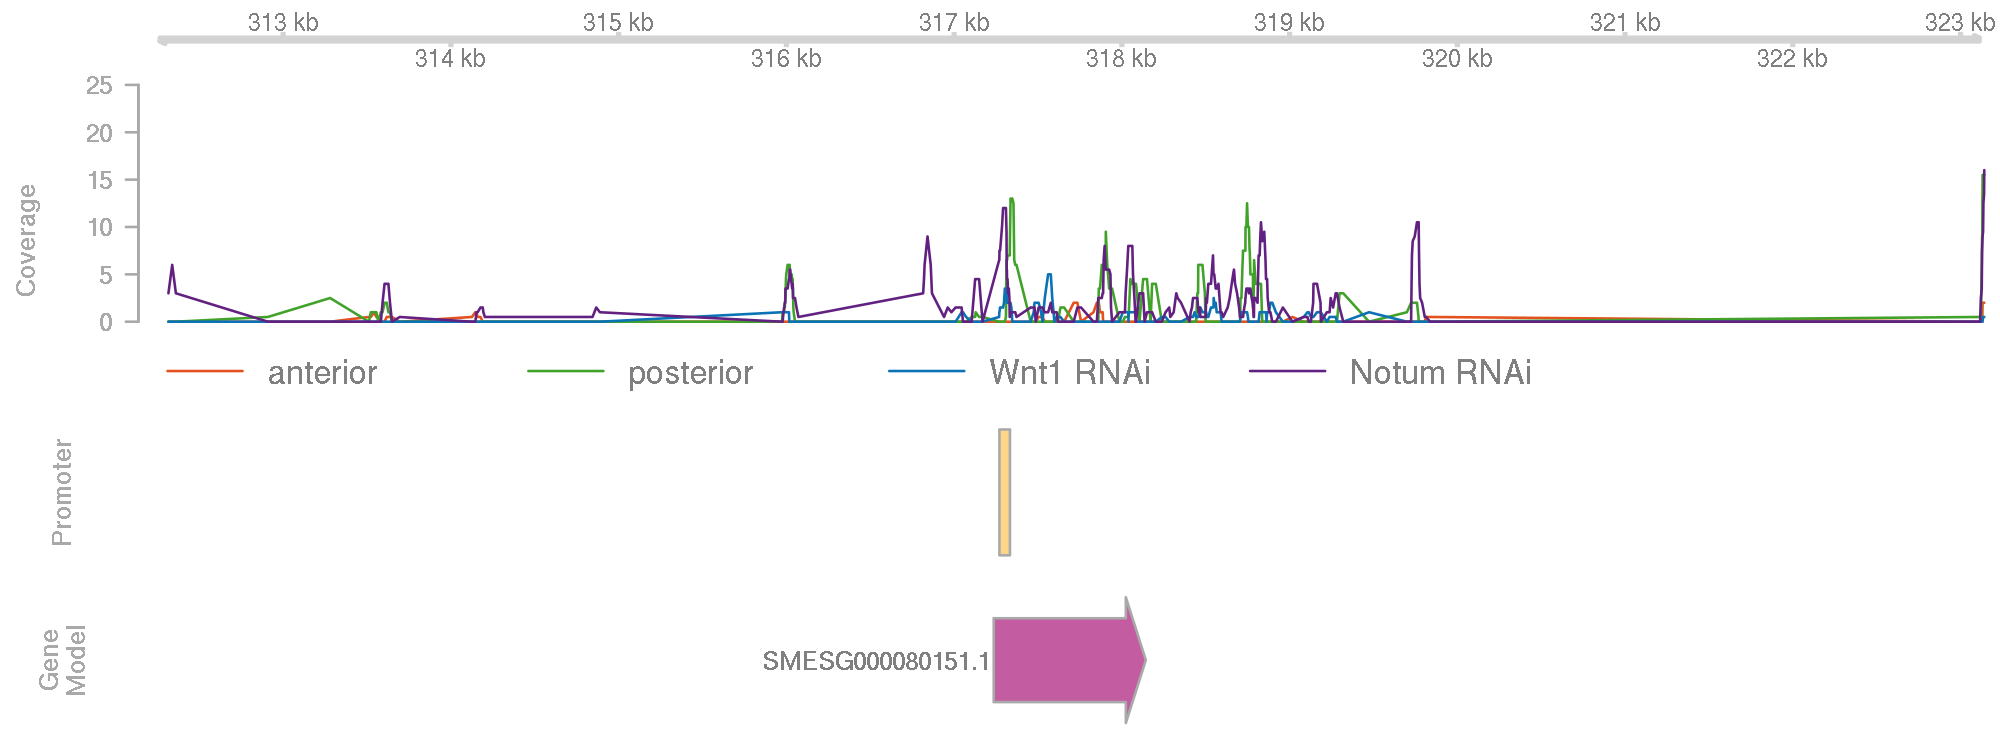 313 kb 315 kb 317 kb 319 kb 321 kb 323 kb
314 kb 316 kb 318 kb 320 kb 322 kb
25
20
15
10
5
0
Coverage
anterior posterior Wnt1 RNAi Notum RNAi
Promoter
Gene
Model
SMESG000080151.1